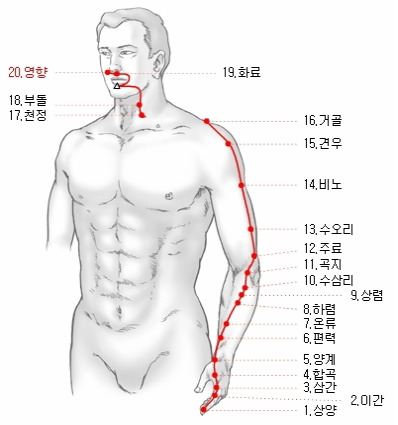 20.영향
19.화료
18.부돌
17.천정
16.거골
15.견우
14.비노
13.수오리
12.주료
11.곡지
10.수삼리
9.상렴
8.하렴
7.온류
6.편력
5.양계
4.합곡
3.삼간
2.이간
1.상양